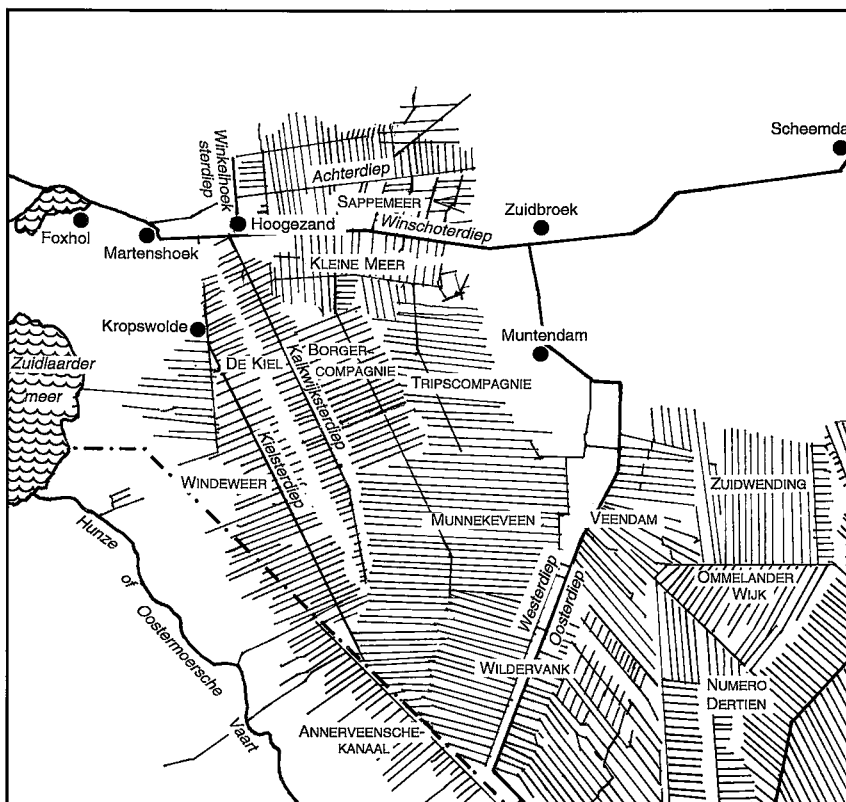 Scheemda
Winkelhoek
sterdiep
Achterdiep
SAPPEMEER
Zuidbroek
Foxhol
Hoogezand
Winschoterdiep
Martenshoek
KLEINE MEER
Kropswolde
Muntendam
Zuidlaarder
meer
DE KIEL
Kalkwijksterdiep
BORGER-
COMPAGNIE
TRIPSCOMPAGNIE
Kielsterdiep
WINDEWEER
ZUIDWENDING
MUNNEKEVEEN
VEENDAM
Hunze
of
Oostermoersche
Vaart
Westerdiep
Oosterdiep
OMMELANDER
WIJK
WILDERVANK
NUMERO
DERTIEN
ANNERVEENSCHE-
KANAAL